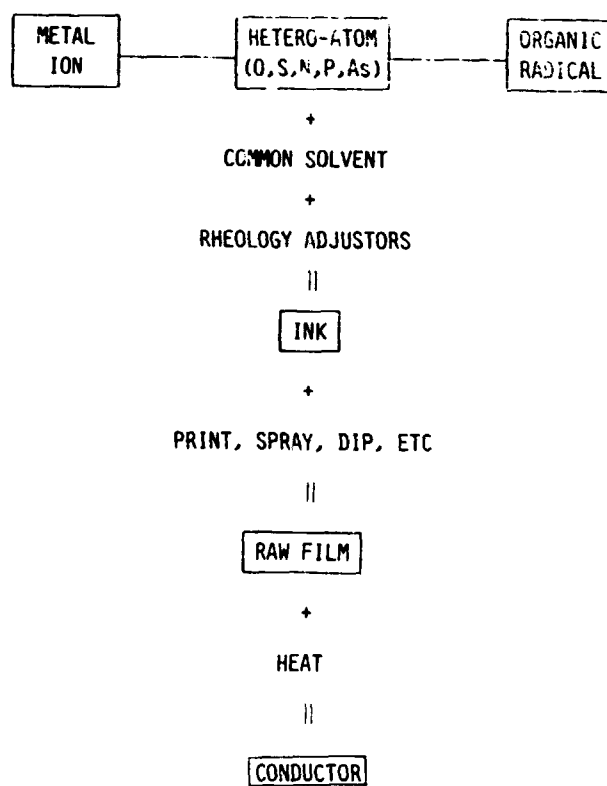 METAL ION
HETERO-ATOM (O,S,N,P,As)
ORGANIC RADICAL
+
COMMON SOLVENT
+
RHEOLOGY ADJUSTORS
||
INK
+
PRINT, SPRAY, DIP, ETC
||
RAW FILM
+
HEAT
||
CONDUCTOR